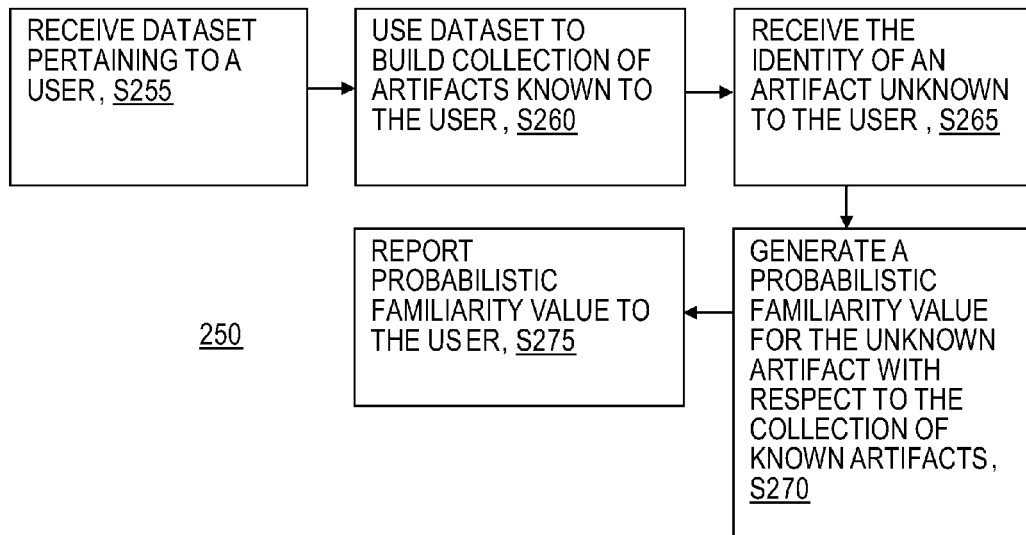 RECEIVE DATASET
PERTAINING TO A
USER, S255
USE DATASET TO
BUILD COLLECTION OF
ARTIFACTS KNOWN TO
THE USER, S260
RECEIVE THE
IDENTITY OF AN
ARTIFACT UNKNOWN
TO THE USER, S265
GENERATE A
PROBABILISTIC
FAMILIARITY VALUE
FOR THE UNKNOWN
ARTIFACT WITH
RESPECT TO THE
COLLECTION OF
KNOWN ARTIFACTS,
S270
REPORT
PROBABILISTIC
FAMILIARITY VALUE TO
THE USER, S275
250